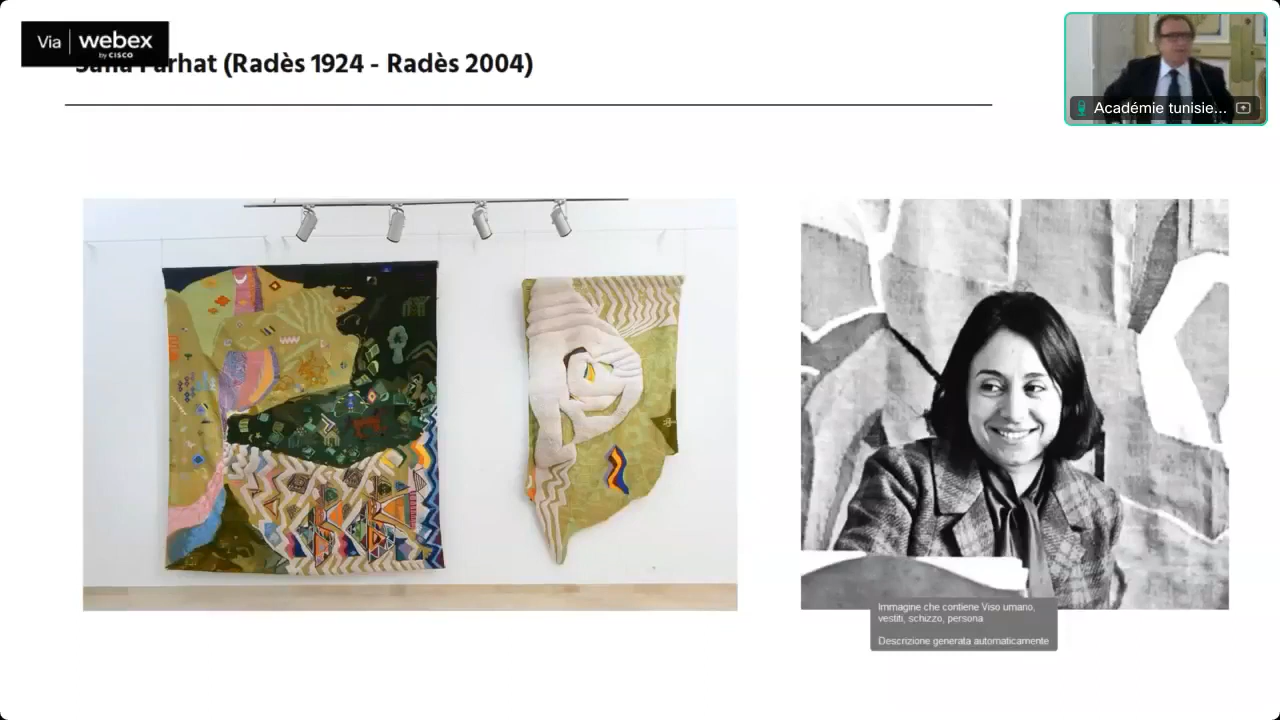 Via webex
by CISCO
Farhat (Radès 1924 - Radès 2004)
Académie tunisie...
Immagine che contiene Viso umano,
vestiti, schizzo, persona
Descrizione generata automaticamente